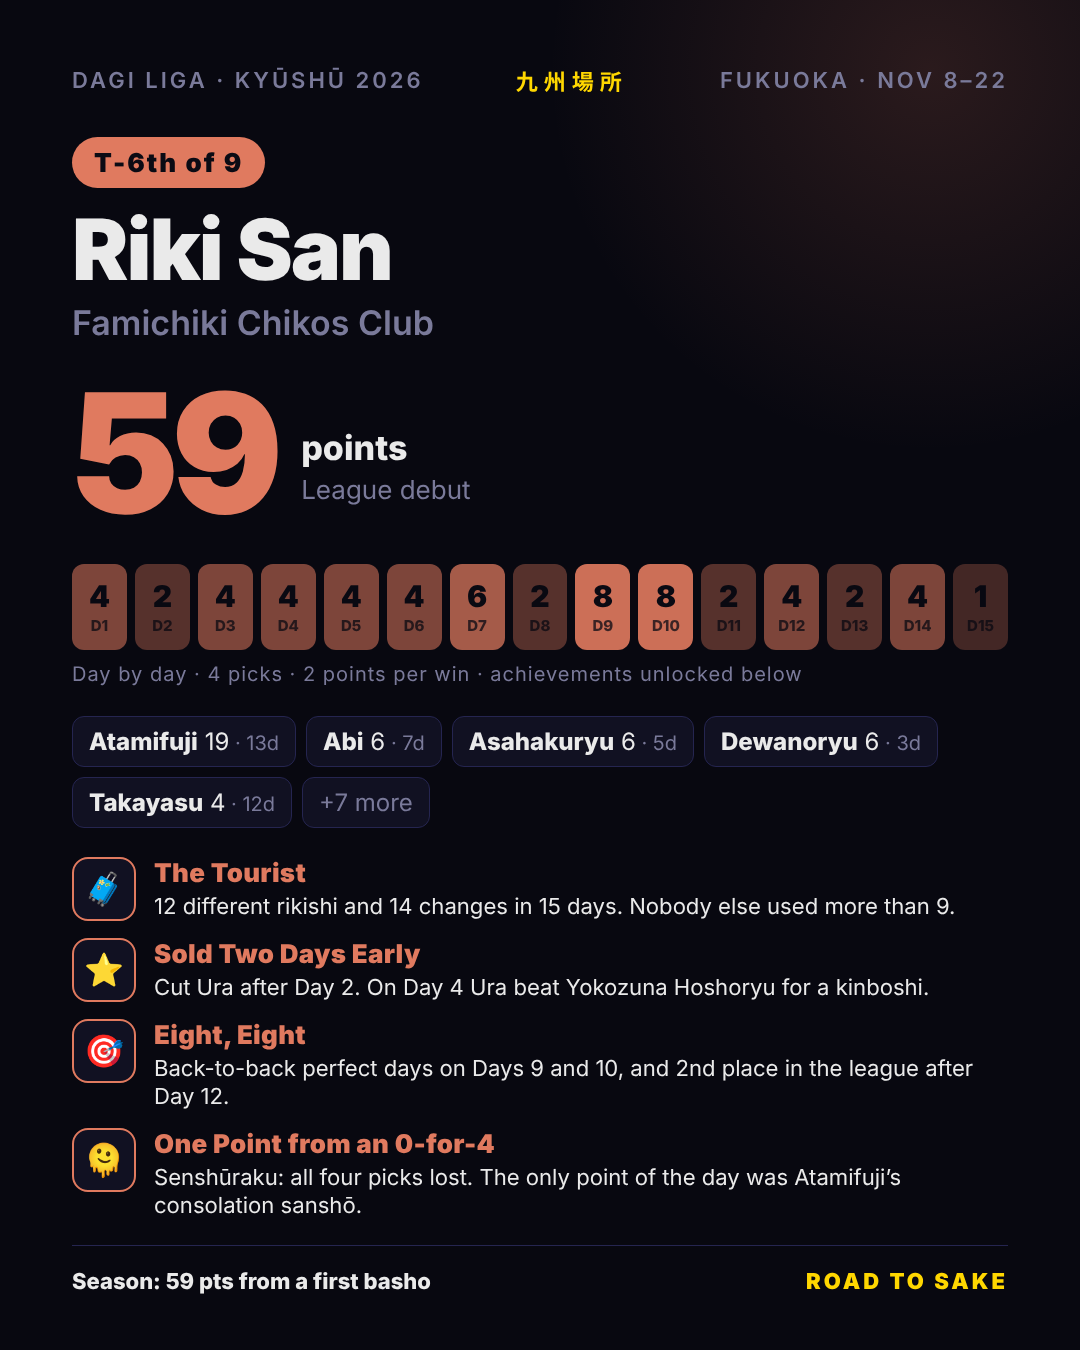 DAGI LIGA · KYŪSHŪ 2026 九州場所 FUKUOKA · NOV 8–22
T-6th of 9
Riki San
Famichiki Chikos Club
59 points
League debut
4 2 4 4 4 4 6 2 8 8 2 4 2 4 1
D1 D2 D3 D4 D5 D6 D7 D8 D9 D10 D11 D12 D13 D14 D15
Day by day · 4 picks · 2 points per win · achievements unlocked below
Atamifuji 19 · 13d Abi 6 · 7d Asahakuryu 6 · 5d Dewanoryu 6 · 3d
Takayasu 4 · 12d +7 more
The Tourist
12 different rikishi and 14 changes in 15 days. Nobody else used more than 9.
Sold Two Days Early
Cut Ura after Day 2. On Day 4 Ura beat Yokozuna Hoshoryu for a kinboshi.
Eight, Eight
Back-to-back perfect days on Days 9 and 10, and 2nd place in the league after
Day 12.
One Point from an 0-for-4
Senshūraku: all four picks lost. The only point of the day was Atamifuji’s
consolation sanshō.
Season: 59 pts from a first basho ROAD TO SAKE